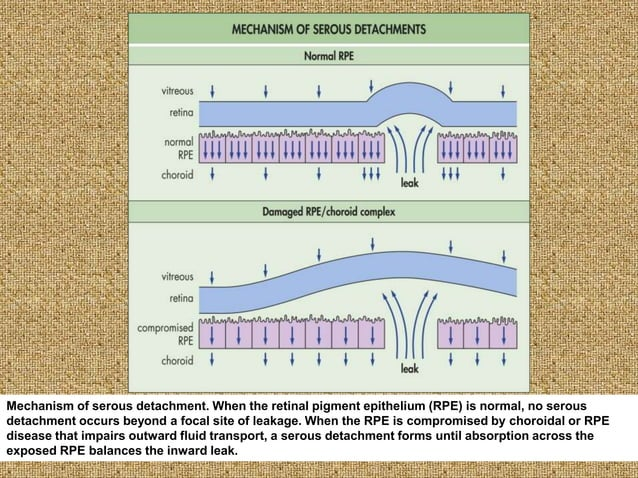 MECHANISM OF SEROUS DETACHMENTS
Normal RPE
vitreous
retina
normal
RPE
choroid
leak
Damaged RPE/choroid complex
vitreous
retina
compromised
RPE
choroid
leak
Mechanism of serous detachment. When the retinal pigment epithelium (RPE) is normal, no serous
detachment occurs beyond a focal site of leakage. When the RPE is compromised by choroidal or RPE
disease that impairs outward fluid transport, a serous detachment forms until absorption across the
exposed RPE balances the inward leak.